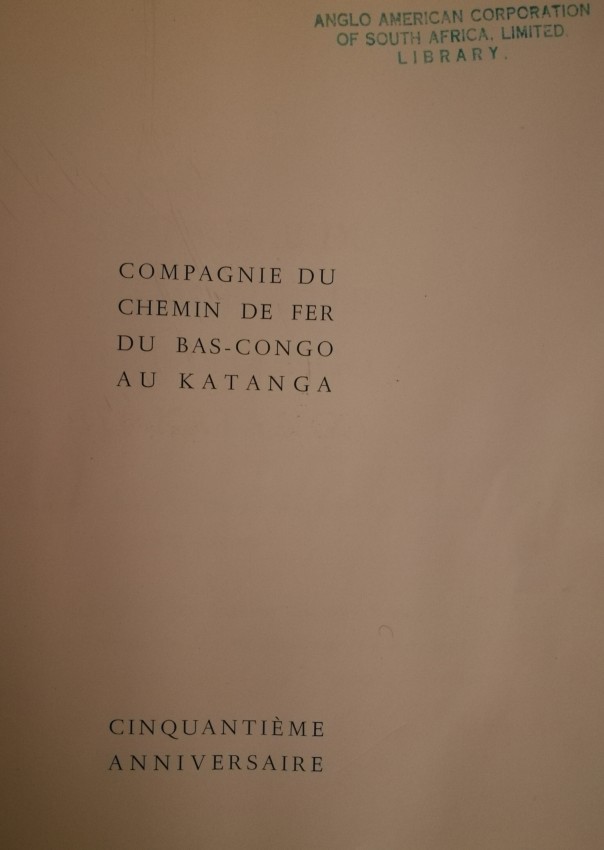 ANGLO AMERICAN CORPORATION
OF SOUTH AFRICA, LIMITED.
LIBRARY.
COMPAGNIE DU
CHEMIN DE FER
DU BAS-CONGO
AU KATANGA
CINQUANTIÈME
ANNIVERSAIRE